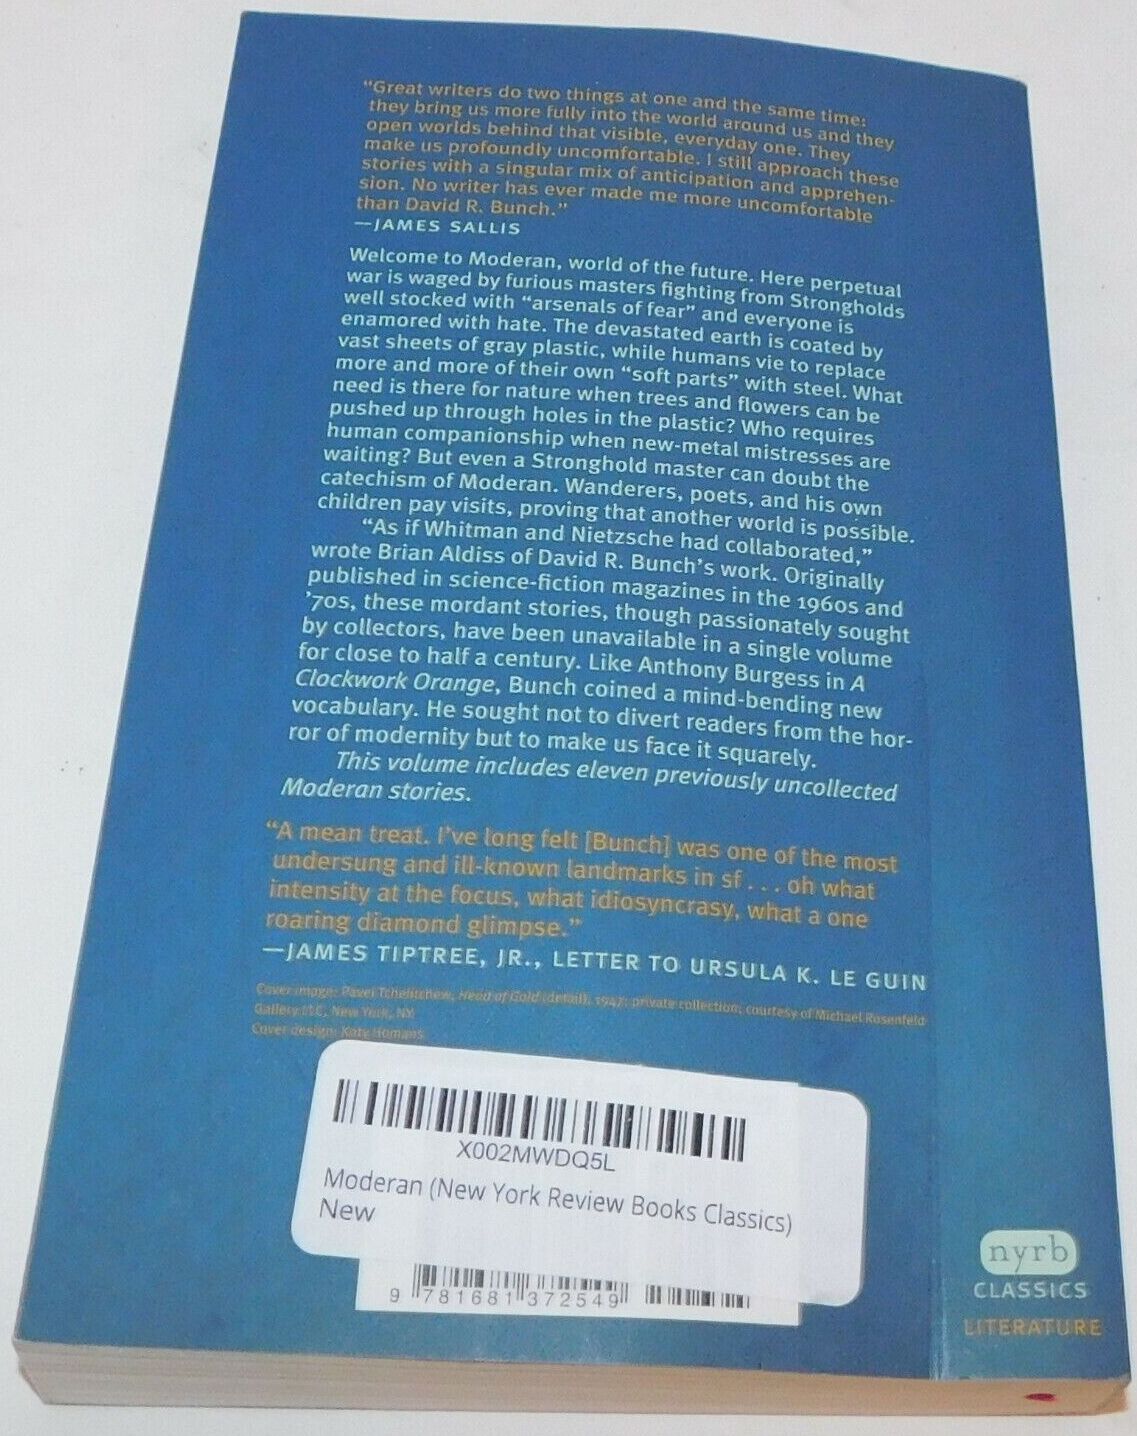 “Great writers do two things at one and the same time:
they bring us more fully into the world around us and they
open worlds behind that visible, everyday one. They
make us profoundly uncomfortable. I still approach these
stories with a singular mix of anticipation and apprehen-
sion. No writer has ever made me more uncomfortable
than David R. Bunch.”
—JAMES SALLIS
Welcome to Moderan, world of the future. Here perpetual
war is waged by furious masters fighting from Strongholds
well stocked with “arsenals of fear” and everyone is
enamored with hate. The devastated earth is coated by
vast sheets of gray plastic, while humans vie to replace
more and more of their own “soft parts” with steel. What
need is there for nature when trees and flowers can be
pushed up through holes in the plastic? Who requires
human companionship when new-metal mistresses are
waiting? But even a Stronghold master can doubt the
catechism of Moderan. Wanderers, poets, and his own
children pay visits, proving that another world is possible.
“As if Whitman and Nietzsche had collaborated,”
wrote Brian Aldiss of David R. Bunch’s work. Originally
published in science-fiction magazines in the 1960s and
’70s, these mordant stories, though passionately sought
by collectors, have been unavailable in a single volume
for close to half a century. Like Anthony Burgess in A
Clockwork Orange, Bunch coined a mind-bending new
vocabulary. He sought not to divert readers from the hor-
ror of modernity but to make us face it squarely.
This volume includes eleven previously uncollected
Moderan stories.
“A mean treat. I’ve long felt [Bunch] was one of the most
undersung and ill-known landmarks in sf . . . oh what
intensity at the focus, what idiosyncrasy, what a one
roaring diamond glimpse.”
—JAMES TIPTREE, JR., LETTER TO URSULA K. LE GUIN
Cover image: Pavel Tchelitchew, Head of Gold (detail), 1947; private collection; courtesy of Michael Rosenfeld
Gallery LLC, New York, NY
Cover design: Katy Homans
X002MWDQ5L
Moderan (New York Review Books Classics)
New
9 781681 372549
nyrb
CLASSICS
LITERATURE